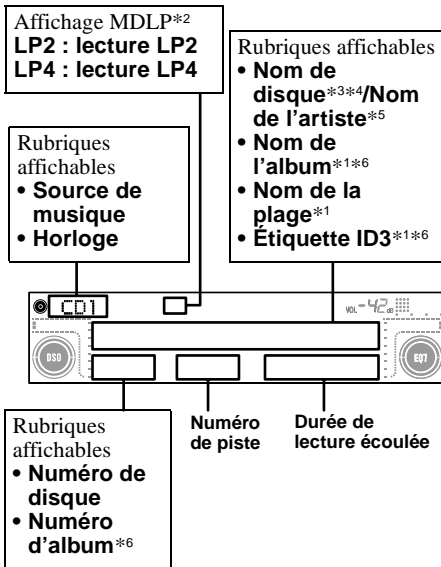 Affichage MDLP*2
LP2 : lecture LP2
LP4 : lecture LP4
Rubriques affichables
• Nom de
disque*3*4/Nom
de l'artiste*5
• Nom de
l'album*1*6
• Nom de la
plage*1
• Étiquette ID3*1*6
Rubriques
affichables
• Source de
musique
• Horloge
CD1
VOL -42 dB
DSO
EQ7
Rubriques
affichables
• Numéro de
disque
• Numéro
d'album*6
Numéro
de piste
Durée de
lecture écoulée